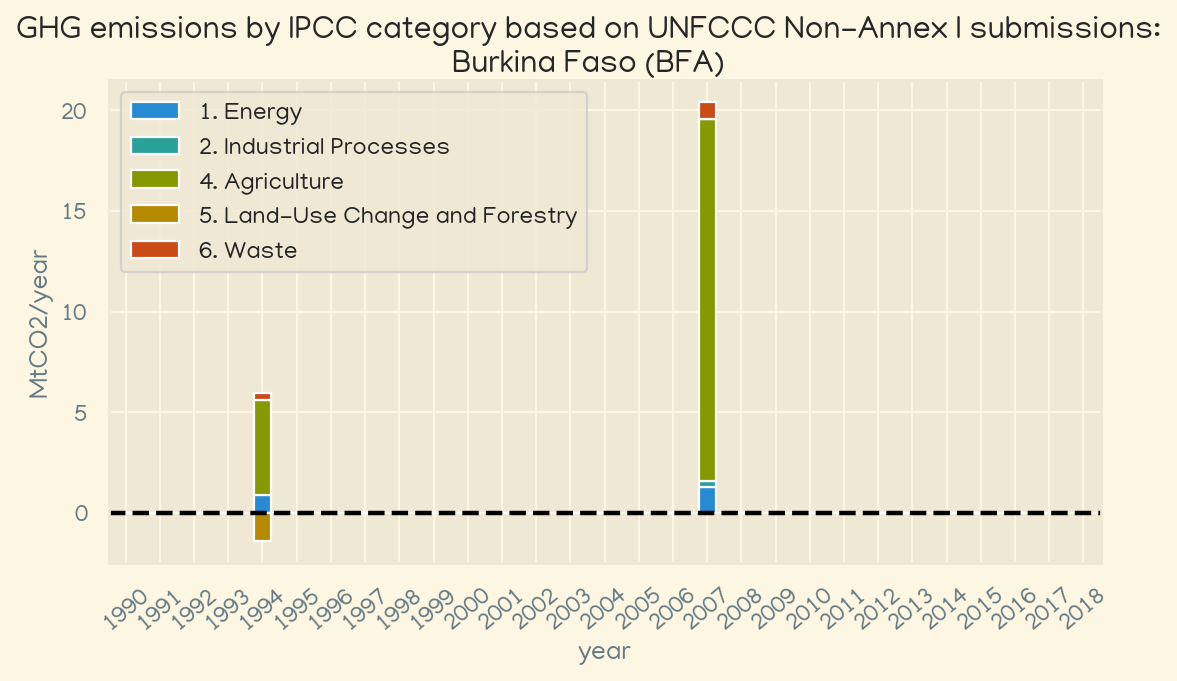 GHG emissions by IPCC category based on UNFCCC Non-Annex I submissions:
Burkina Faso (BFA)
1. Energy
2. Industrial Processes
4. Agriculture
5. Land-Use Change and Forestry
6. Waste
20
15
10
5
0
MtCO2/year
1990 1991 1992 1993 1994 1995 1996 1997 1998 1999 2000 2001 2002 2003 2004 2005 2006 2007 2008 2009 2010 2011 2012 2013 2014 2015 2016 2017 2018
year